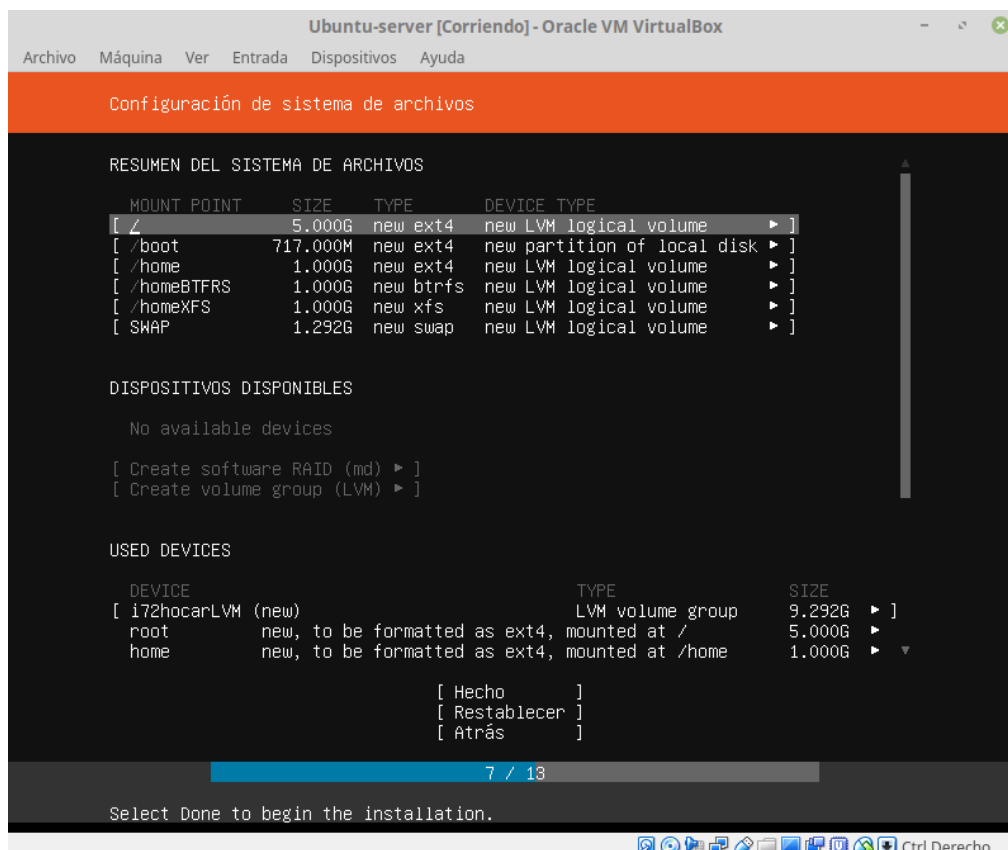 Ubuntu-server [Corriendo] - Oracle VM VirtualBox
Archivo Máquina Ver Entrada Dispositivos Ayuda
Configuración de sistema de archivos
RESUMEN DEL SISTEMA DE ARCHIVOS
MOUNT POINT SIZE TYPE DEVICE TYPE
[ / 5.000G new ext4 new LVM logical volume ▸ ]
[ /boot 717.000M new ext4 new partition of local disk ▸ ]
[ /home 1.000G new ext4 new LVM logical volume ▸ ]
[ /homeBTFRS 1.000G new btrfs new LVM logical volume ▸ ]
[ /homeXFS 1.000G new xfs new LVM logical volume ▸ ]
[ SWAP 1.292G new swap new LVM logical volume ▸ ]
DISPOSITIVOS DISPONIBLES
No available devices
[ Create software RAID (md) ▸ ]
[ Create volume group (LVM) ▸ ]
USED DEVICES
DEVICE TYPE SIZE
[ i72hocarLVM (new) LVM volume group 9.292G ▸ ]
root new, to be formatted as ext4, mounted at / 5.000G ▸
home new, to be formatted as ext4, mounted at /home 1.000G ▸
[ Hecho ]
[ Restablecer ]
[ Atrás ]
7 / 13
Select Done to begin the installation.
Ctrl Derecho